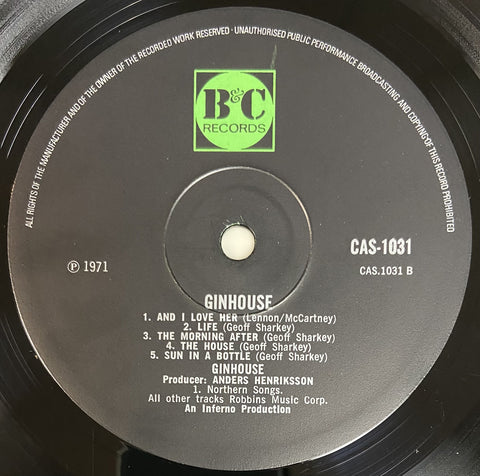 ALL RIGHTS OF THE MANUFACTURER AND OF THE OWNER OF THE RECORDED WORK RESERVED · UNAUTHORISED PUBLIC PERFORMANCE BROADCASTING AND COPYING OF THIS RECORD PROHIBITED
B&C
RECORDS
CAS-1031
℗ 1971
CAS.1031 B
GINHOUSE
1. AND I LOVE HER (Lennon/McCartney)
2. LIFE (Geoff Sharkey)
3. THE MORNING AFTER (Geoff Sharkey)
4. THE HOUSE (Geoff Sharkey)
5. SUN IN A BOTTLE (Geoff Sharkey)
GINHOUSE
Producer: ANDERS HENRIKSSON
1. Northern Songs.
All other tracks Robbins Music Corp.
An Inferno Production